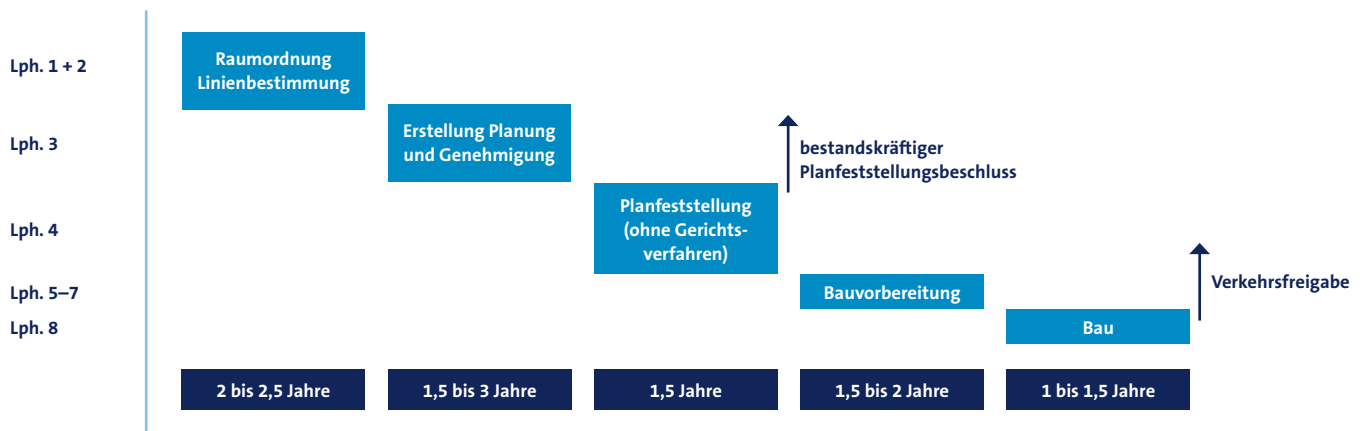 Lph. 1 + 2
Raumordnung
Linienbestimmung
Lph. 3
Erstellung Planung
und Genehmigung
bestandskräftiger
Planfeststellungsbeschluss
Lph. 4
Planfeststellung
(ohne Gerichts-
verfahren)
Lph. 5–7
Bauvorbereitung
Verkehrsfreigabe
Lph. 8
Bau
2 bis 2,5 Jahre
1,5 bis 3 Jahre
1,5 Jahre
1,5 bis 2 Jahre
1 bis 1,5 Jahre